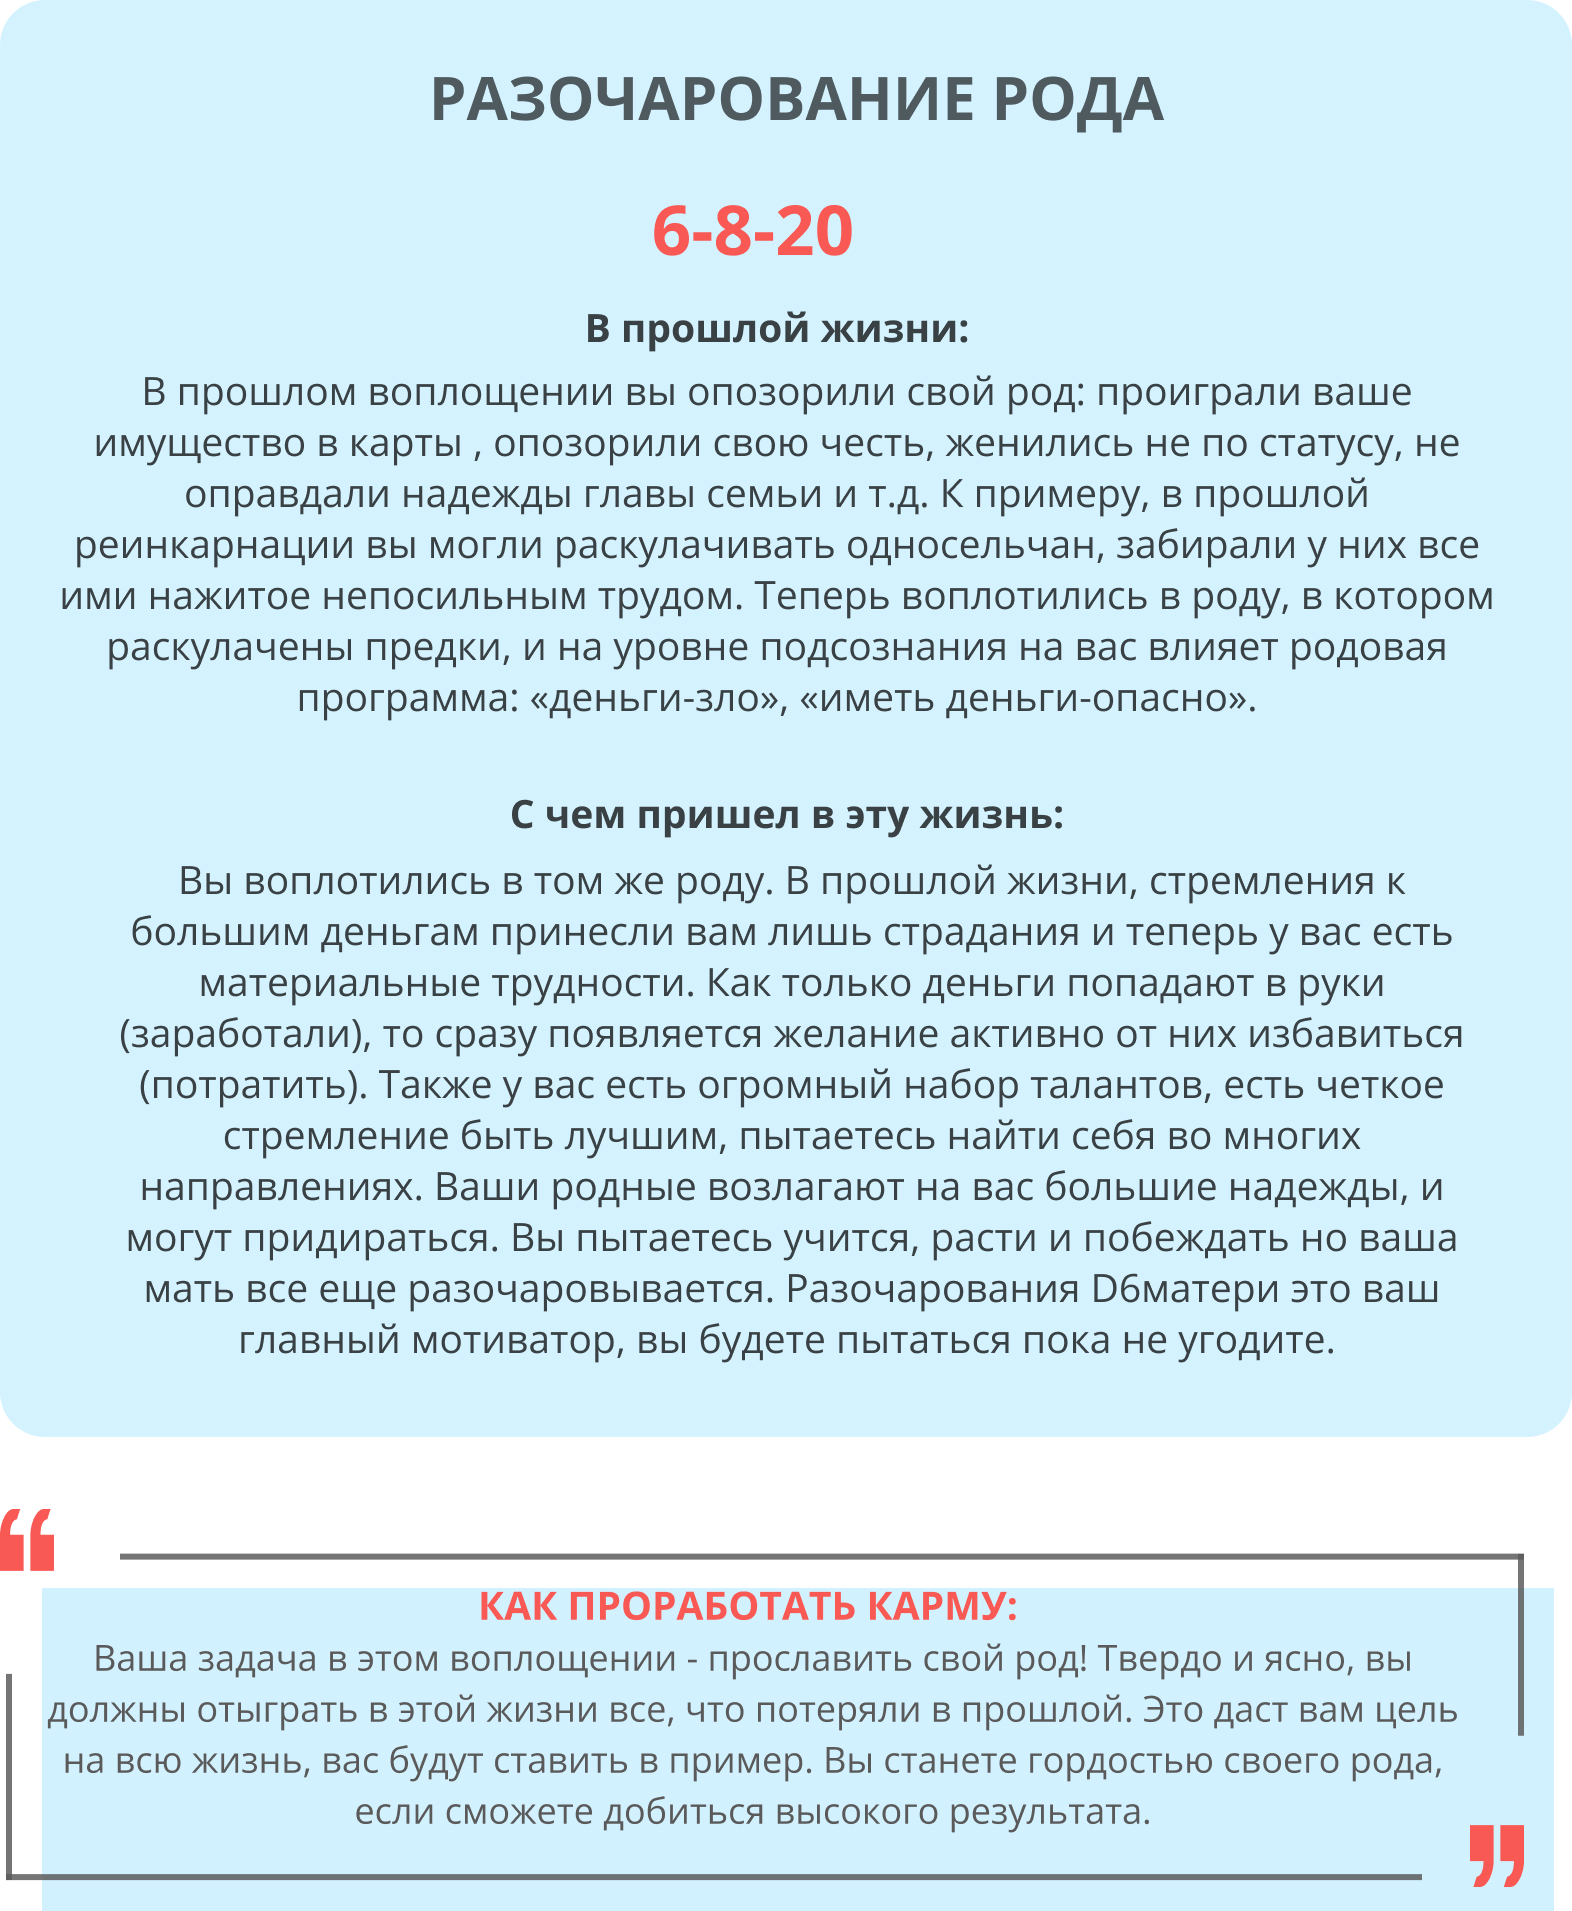 РАЗОЧАРОВАНИЕ РОДА
6-8-20
В прошлой жизни:
В прошлом воплощении вы опозорили свой род: проиграли ваше
имущество в карты , опозорили свою честь, женились не по статусу, не
оправдали надежды главы семьи и т.д. К примеру, в прошлой
реинкарнации вы могли раскулачивать односельчан, забирали у них все
ими нажитое непосильным трудом. Теперь воплотились в роду, в котором
раскулачены предки, и на уровне подсознания на вас влияет родовая
программа: «деньги-зло», «иметь деньги-опасно».
С чем пришел в эту жизнь:
Вы воплотились в том же роду. В прошлой жизни, стремления к
большим деньгам принесли вам лишь страдания и теперь у вас есть
материальные трудности. Как только деньги попадают в руки
(заработали), то сразу появляется желание активно от них избавиться
(потратить). Также у вас есть огромный набор талантов, есть четкое
стремление быть лучшим, пытаетесь найти себя во многих
направлениях. Ваши родные возлагают на вас большие надежды, и
могут придираться. Вы пытаетесь учится, расти и побеждать но ваша
мать все еще разочаровывается. Разочарования D6матери это ваш
главный мотиватор, вы будете пытаться пока не угодите.
“
КАК ПРОРАБОТАТЬ КАРМУ:
Ваша задача в этом воплощении - прославить свой род! Твердо и ясно, вы
должны отыграть в этой жизни все, что потеряли в прошлой. Это даст вам цель
на всю жизнь, вас будут ставить в пример. Вы станете гордостью своего рода,
если сможете добиться высокого результата.
”